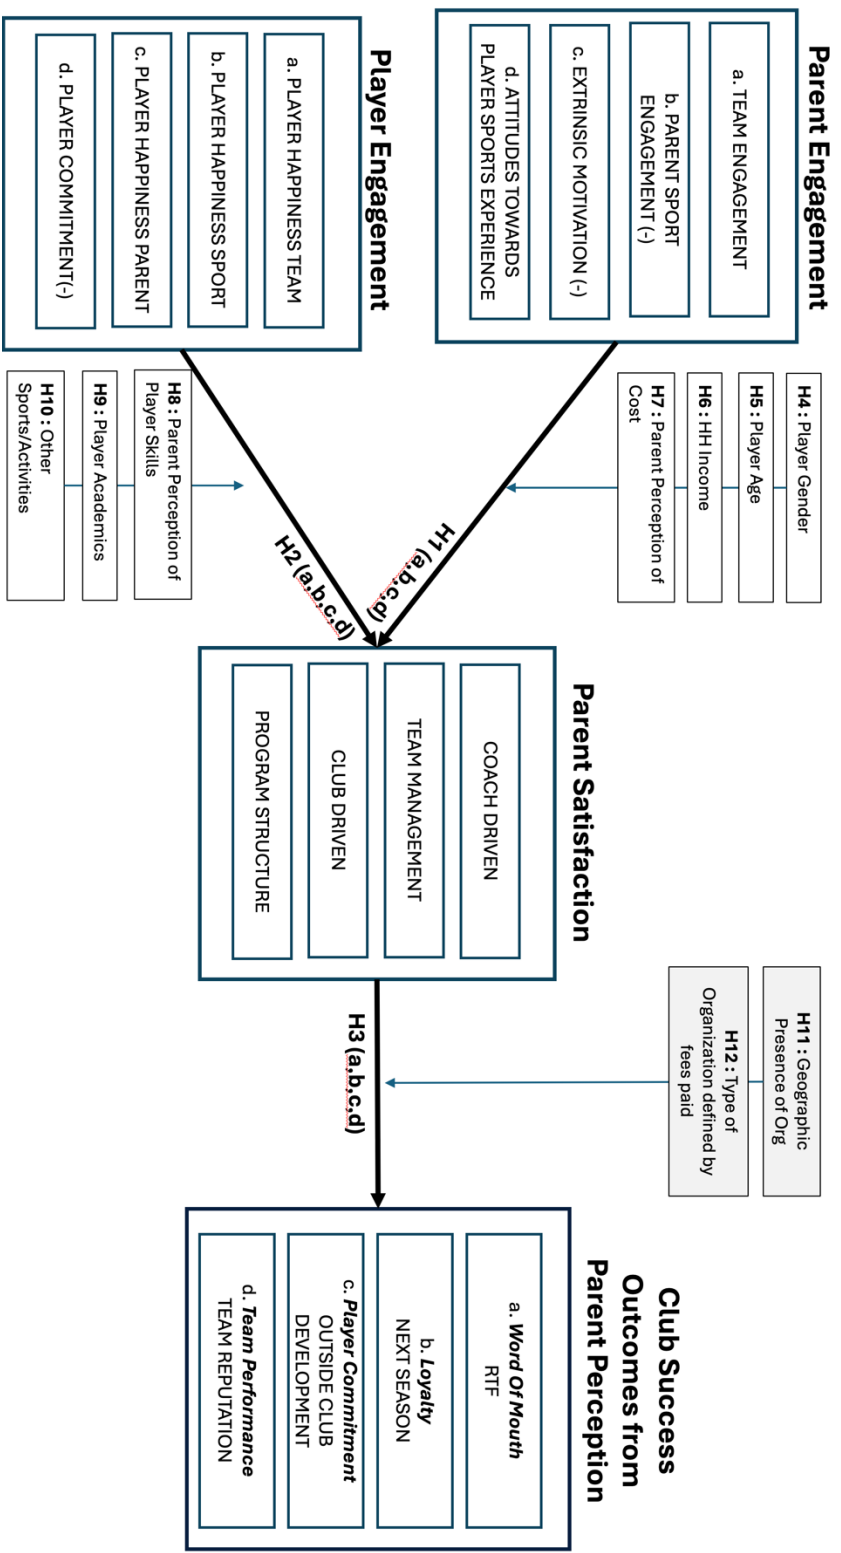 Parent Engagement
a. TEAM ENGAGEMENT
b. PARENT SPORT
ENGAGEMENT (-)
c. EXTRINSIC MOTIVATION (-)
d. ATTITUDES TOWARDS
PLAYER SPORTS EXPERIENCE
Player Engagement
a. PLAYER HAPPINESS TEAM
b. PLAYER HAPPINESS SPORT
c. PLAYER HAPPINESS PARENT
d. PLAYER COMMITMENT(-)
H4 : Player Gender
H5 : Player Age
H6 : HH Income
H7 : Parent Perception of
Cost
H1 (a,b,c,d)
H2 (a,b,c,d)
H8 : Parent Perception of
Player Skills
H9 : Player Academics
H10 : Other
Sports/Activities
Parent Satisfaction
COACH DRIVEN
TEAM MANAGEMENT
CLUB DRIVEN
PROGRAM STRUCTURE
H11 : Geographic
Presence of Org
H12 : Type of
Organization defined by
fees paid
H3 (a,b,c,d)
Club Success
Outcomes from
Parent Perception
a. Word Of Mouth
RTF
b. Loyalty
NEXT SEASON
c. Player Commitment
OUTSIDE CLUB
DEVELOPMENT
d. Team Performance
TEAM REPUTATION